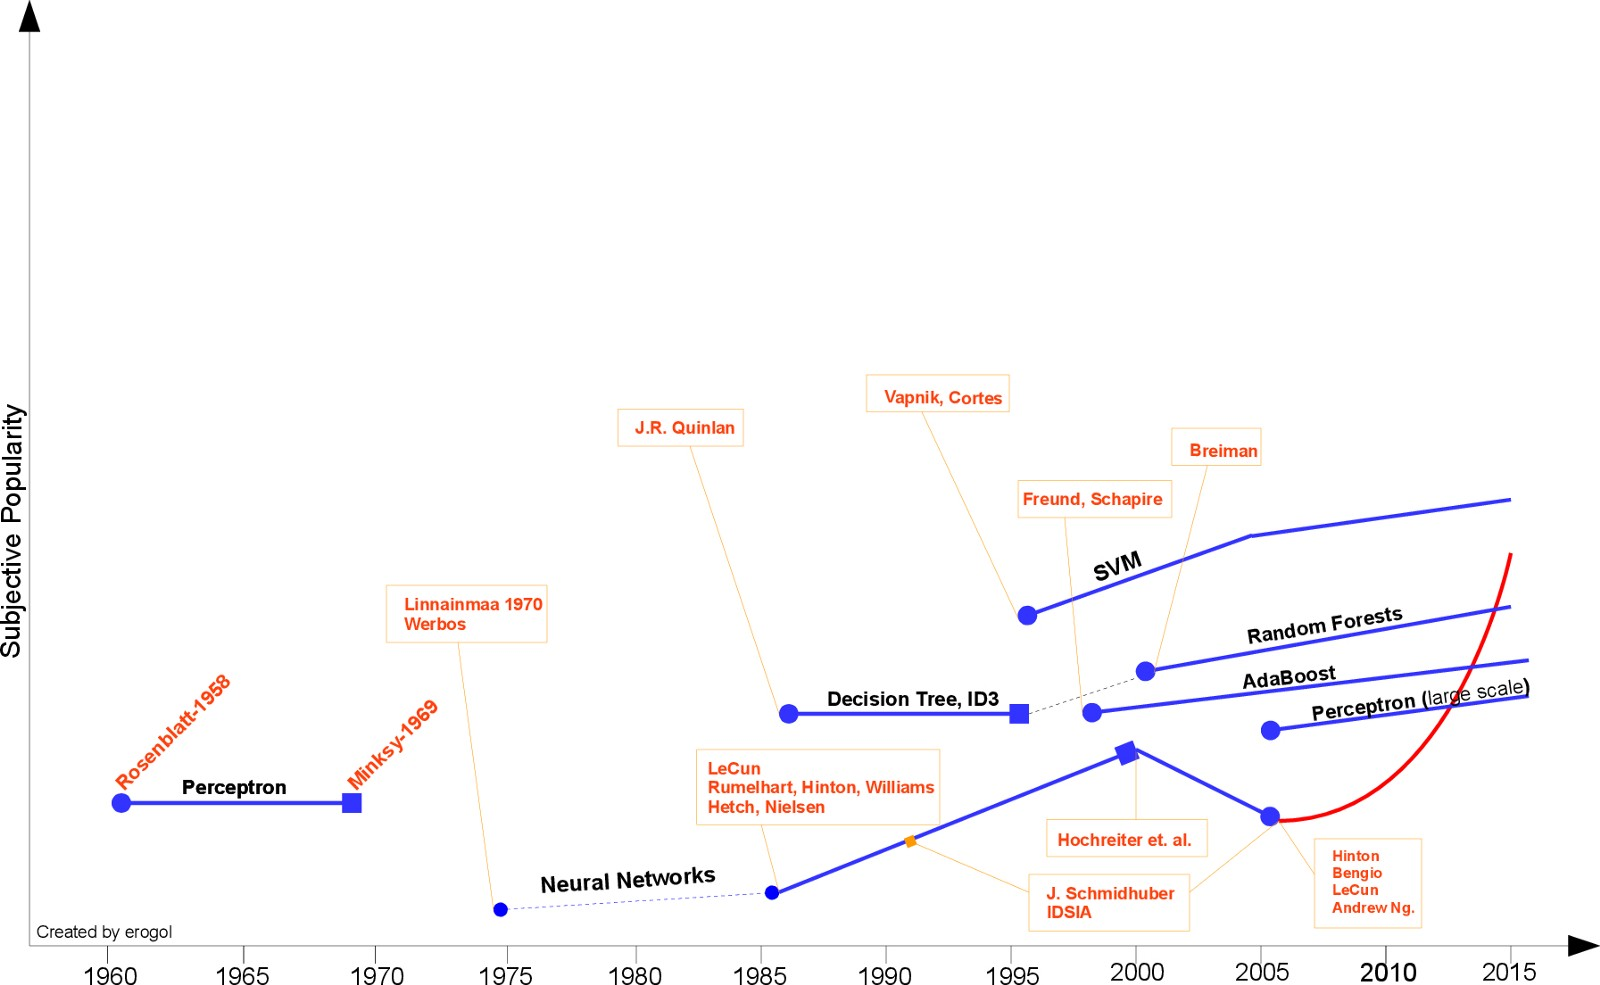 Subjective Popularity
Vapnik, Cortes
J.R. Quinlan
Breiman
Freund, Schapire
SVM
Linnainmaa 1970
Werbos
Random Forests
AdaBoost
Perceptron (large scale)
Decision Tree, ID3
Rosenblatt-1958
Minksy-1969
Perceptron
LeCun
Rumelhart, Hinton, Williams
Hetch, Nielsen
Hochreiter et. al.
Neural Networks
J. Schmidhuber
IDSIA
Hinton
Bengio
LeCun
Andrew Ng.
Created by erogol
1960 1965 1970 1975 1980 1985 1990 1995 2000 2005 2010 2015